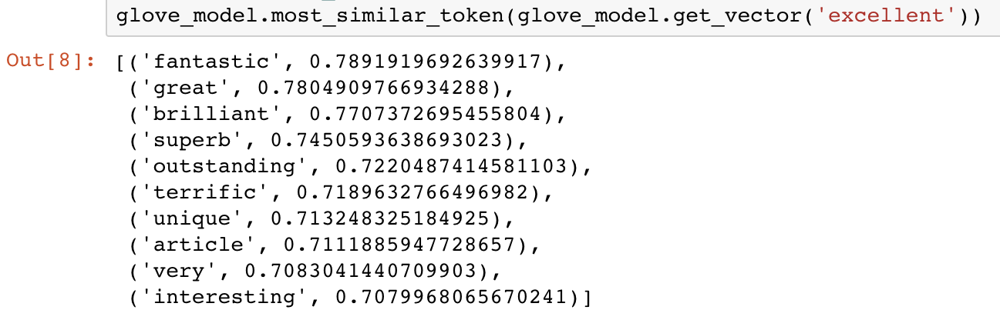 glove_model.most_similar_token(glove_model.get_vector('excellent'))
Out[8]: [('fantastic', 0.7891919692639917),
('great', 0.7804909766934288),
('brilliant', 0.7707372695455804),
('superb', 0.7450593638693023),
('outstanding', 0.7220487414581103),
('terrific', 0.7189632766496982),
('unique', 0.713248325184925),
('article', 0.7111885947728657),
('very', 0.7083041440709903),
('interesting', 0.7079968065670241)]